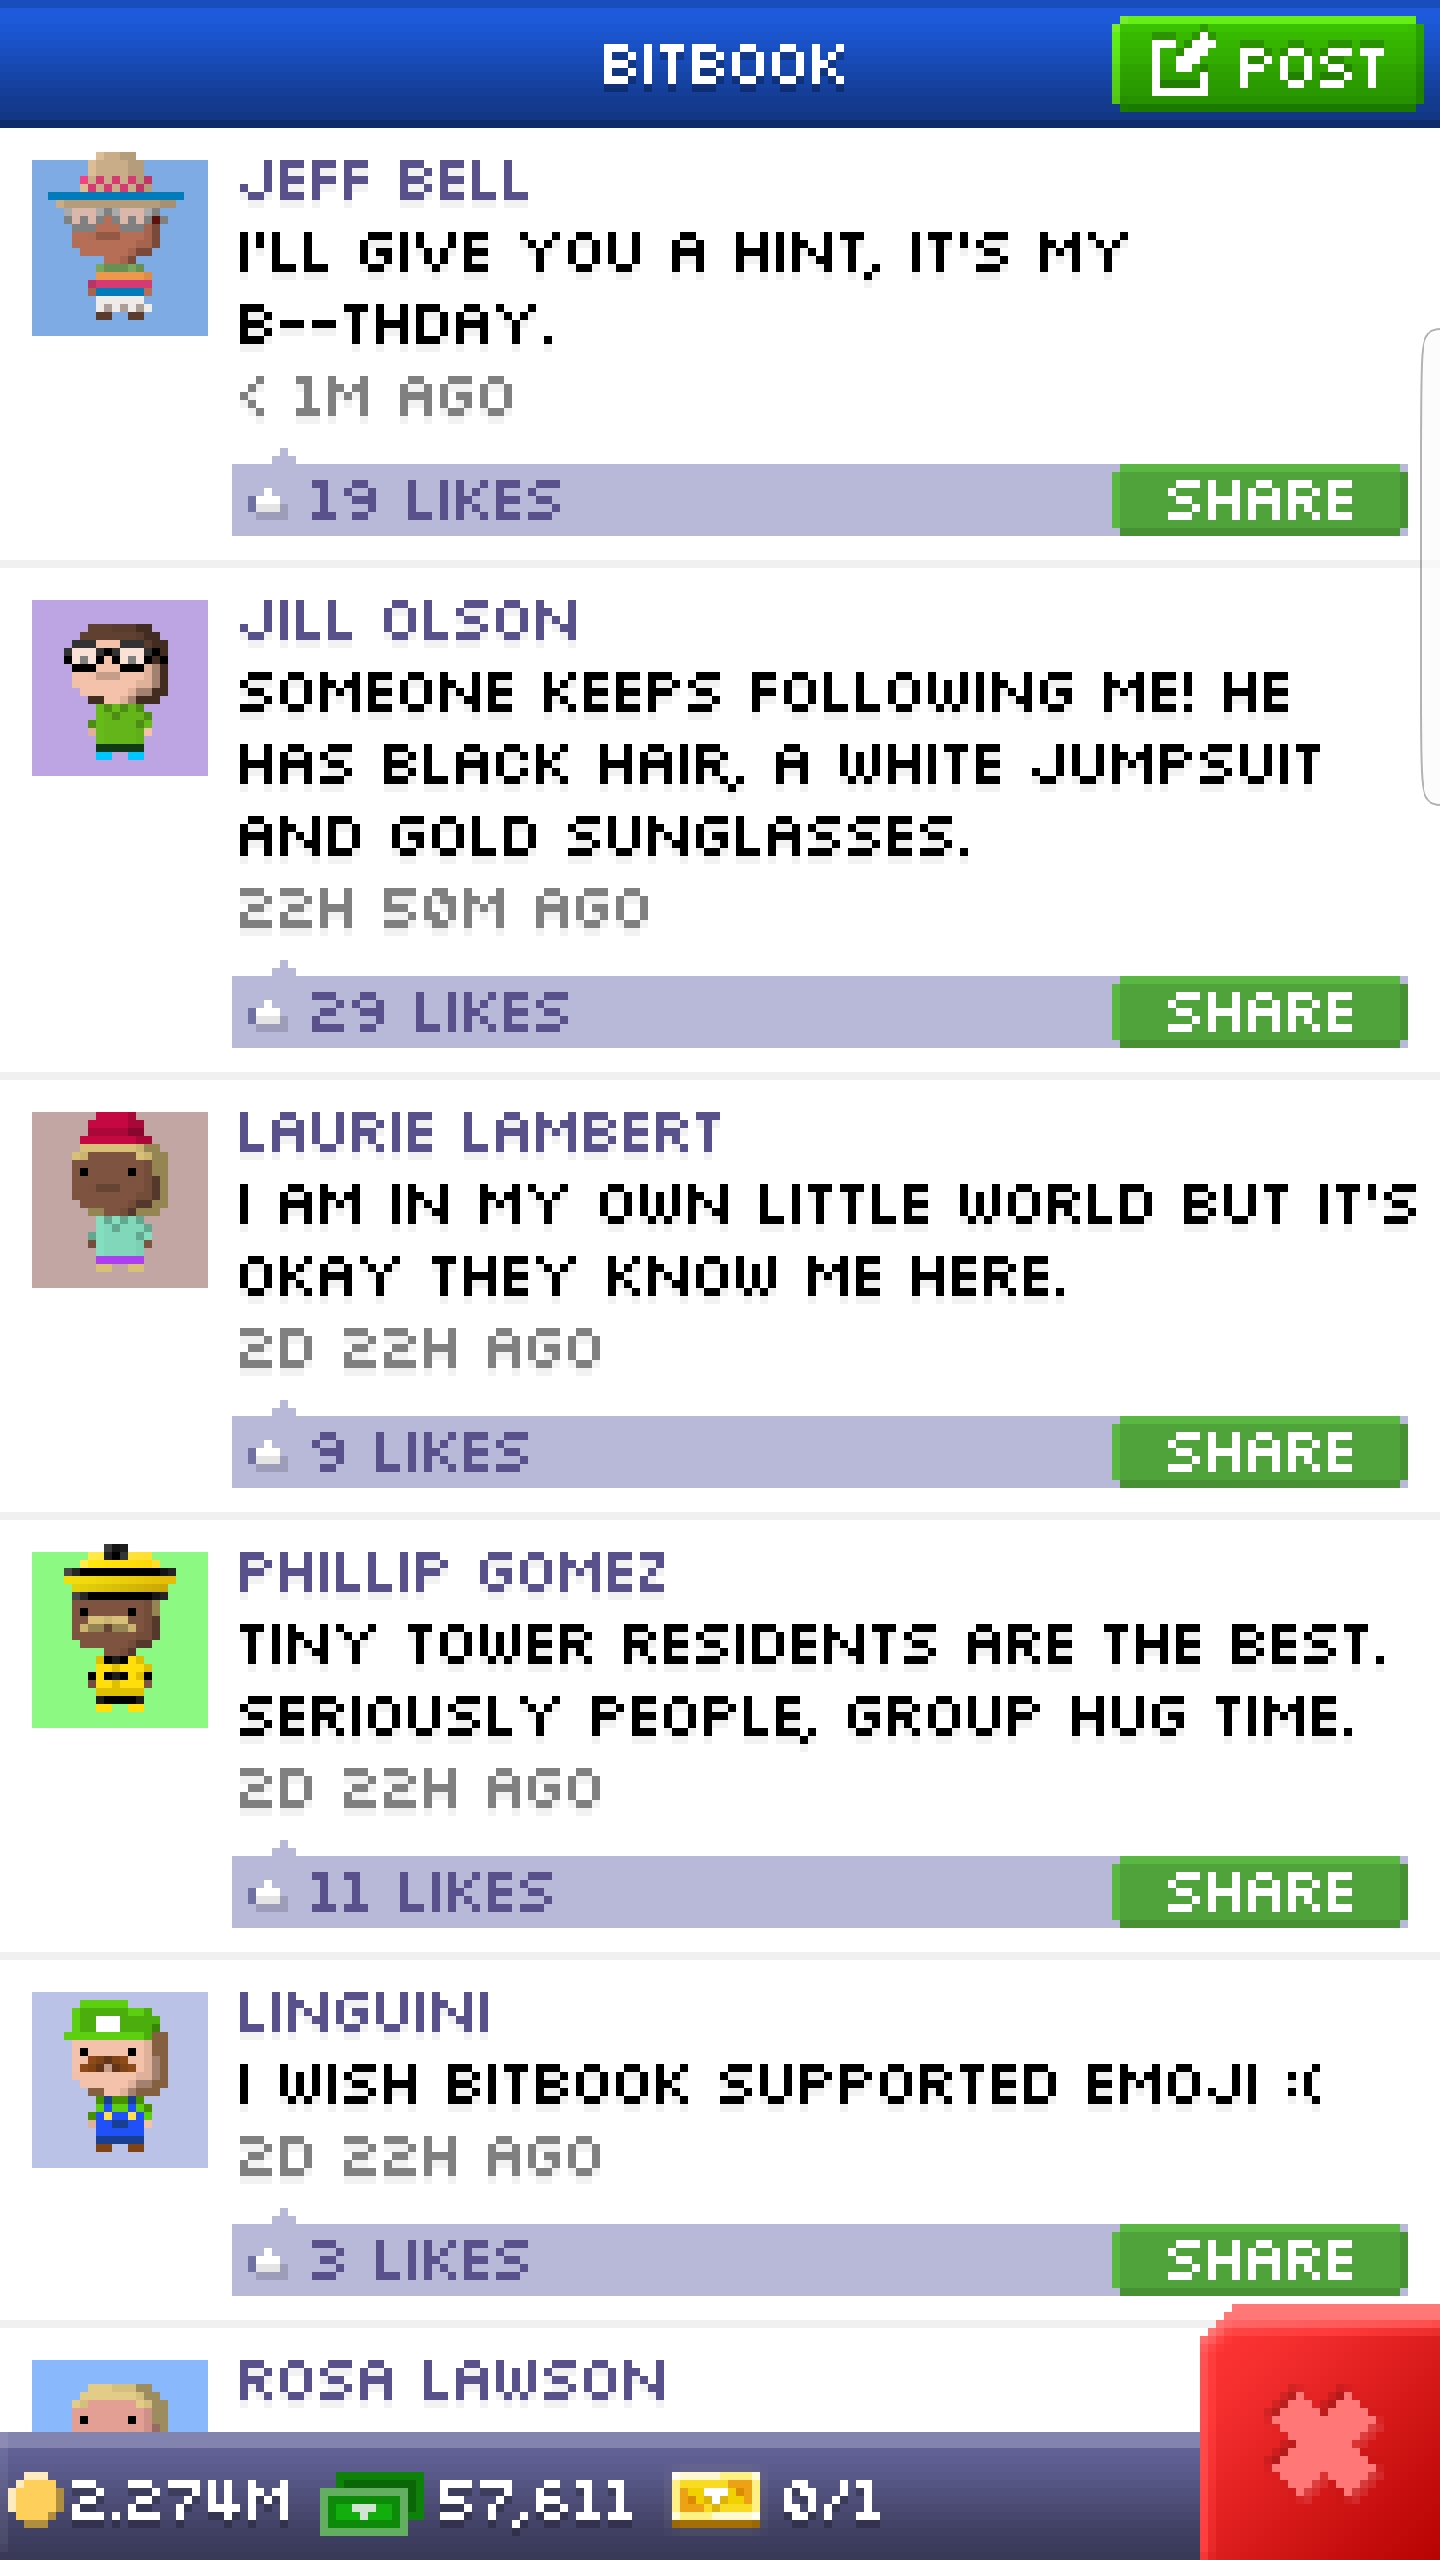 BITBOOK
POST
JEFF BELL
I'LL GIVE YOU A HINT, IT'S MY
B--THDAY.
< 1M AGO
19 LIKES
SHARE
JILL OLSON
SOMEONE KEEPS FOLLOWING ME! HE
HAS BLACK HAIR, A WHITE JUMPSUIT
AND GOLD SUNGLASSES.
22H 50M AGO
29 LIKES
SHARE
LAURIE LAMBERT
I AM IN MY OWN LITTLE WORLD BUT IT'S
OKAY THEY KNOW ME HERE.
2D 22H AGO
9 LIKES
SHARE
PHILLIP GOMEZ
TINY TOWER RESIDENTS ARE THE BEST.
SERIOUSLY PEOPLE, GROUP HUG TIME.
2D 22H AGO
11 LIKES
SHARE
LINGUINI
I WISH BITBOOK SUPPORTED EMOJI :(
2D 22H AGO
3 LIKES
SHARE
ROSA LAWSON
2.274M 57,611 0/1